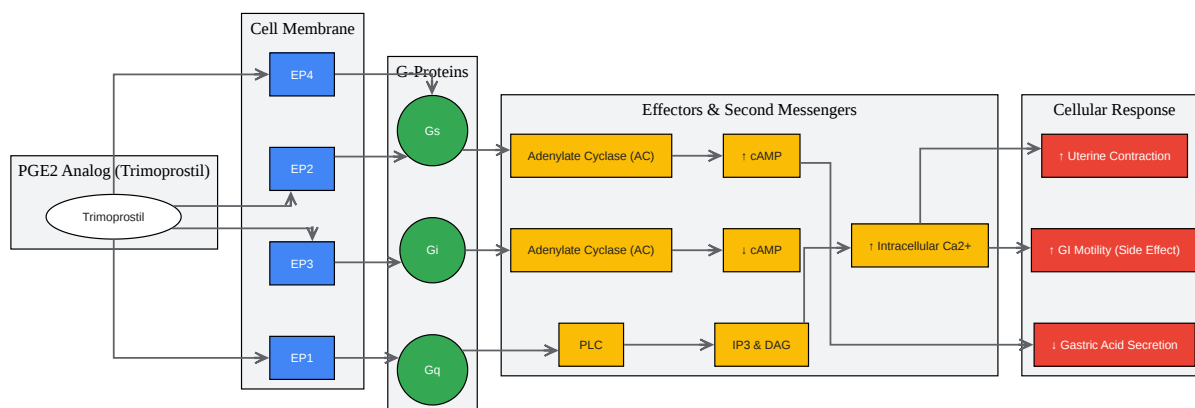 Cell Membrane
EP4
G-Proteins
Effectors & Second Messengers
Cellular Response
Gs
Adenylate Cyclase (AC)
↑ cAMP
↑ Uterine Contraction
PGE2 Analog (Trimoprostil)
EP2
Trimoprostil
EP3
Gi
Adenylate Cyclase (AC)
↓ cAMP
↑ Intracellular Ca2+
↑ GI Motility (Side Effect)
EP1
Gq
PLC
IP3 & DAG
↓ Gastric Acid Secretion